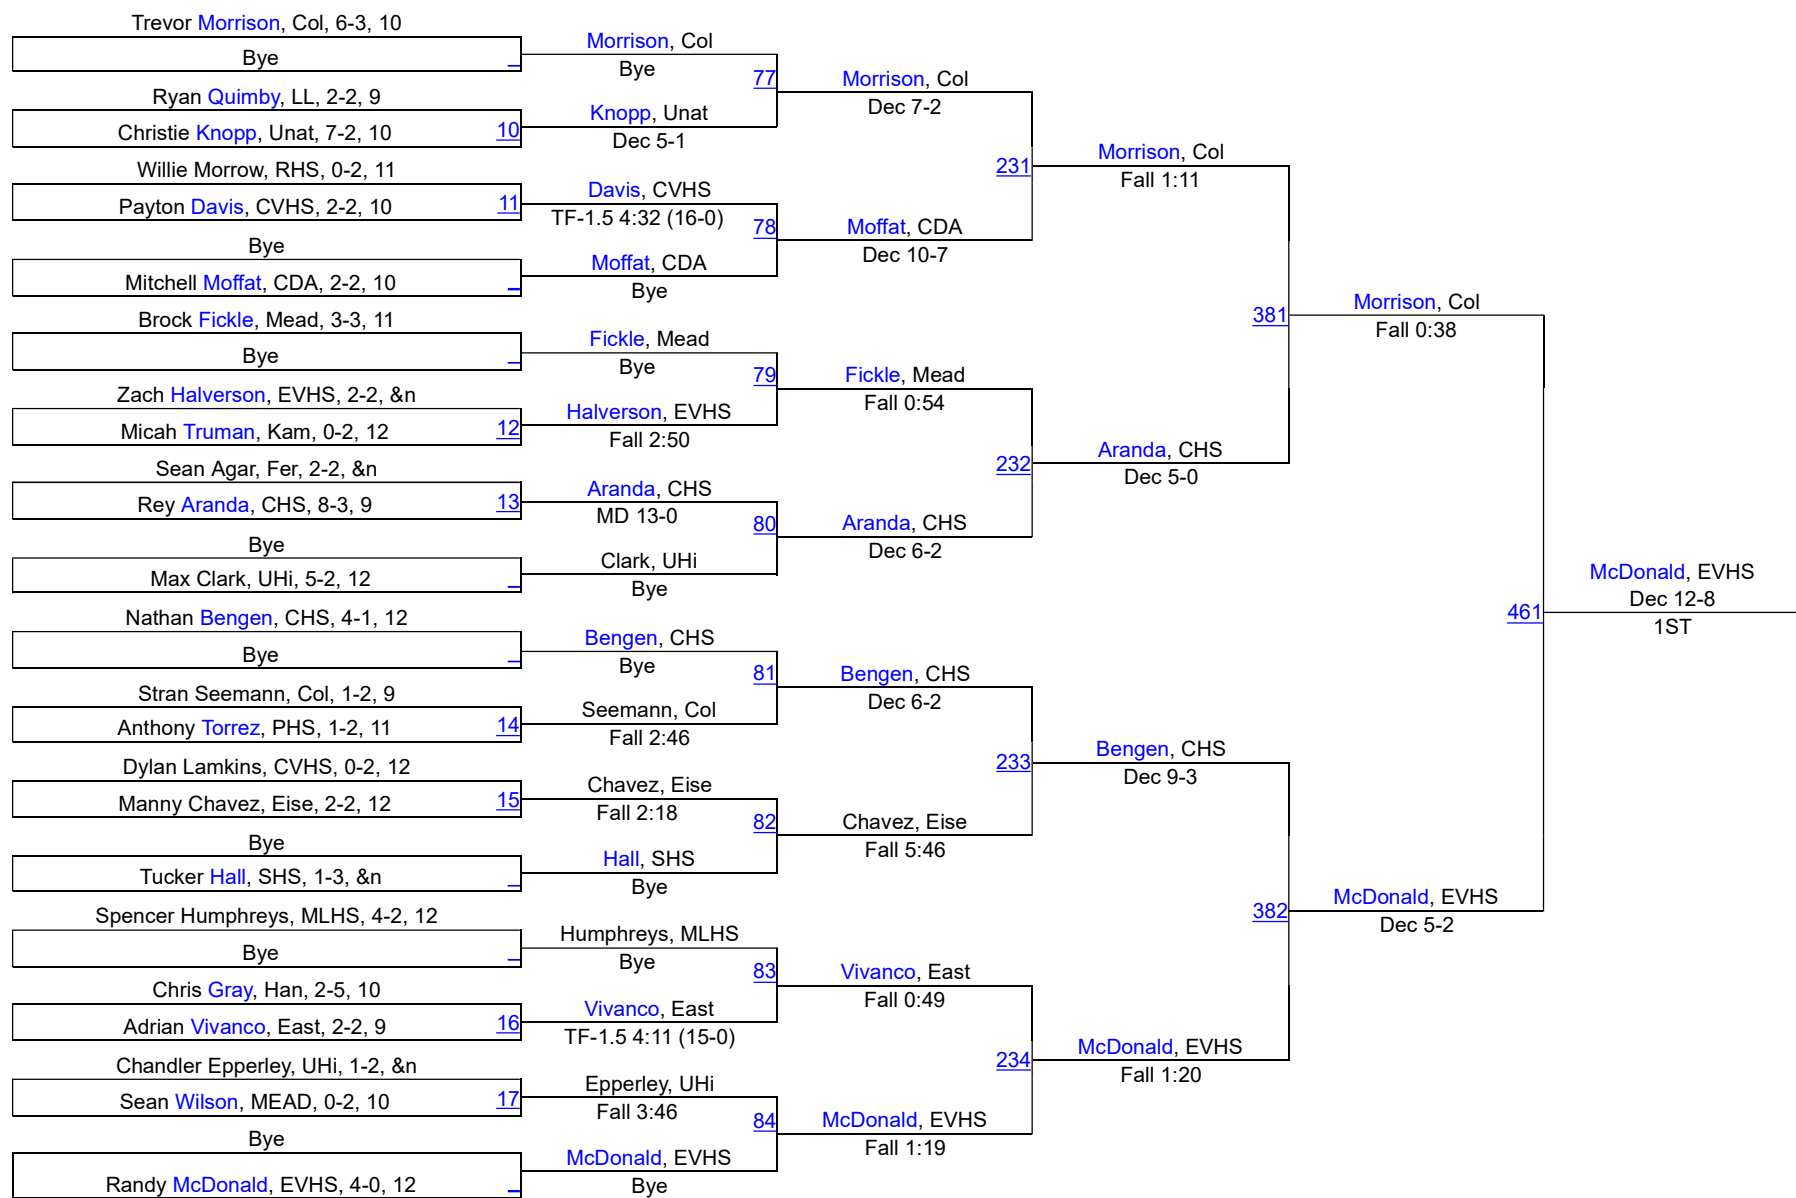 Trevor Morrison, Col, 6-3, 10
Bye
Ryan Quimby, LL, 2-2, 9
Christie Knopp, Unat, 7-2, 10
10
Willie Morrow, RHS, 0-2, 11
Payton Davis, CVHS, 2-2, 10
11
Bye
Mitchell Moffat, CDA, 2-2, 10
Brock Fickle, Mead, 3-3, 11
Bye
Zach Halverson, EVHS, 2-2, &n
Micah Truman, Kam, 0-2, 12
12
Sean Agar, Fer, 2-2, &n
Rey Aranda, CHS, 8-3, 9
13
Bye
Max Clark, UHi, 5-2, 12
Nathan Bengen, CHS, 4-1, 12
Bye
Stran Seemann, Col, 1-2, 9
Anthony Torrez, PHS, 1-2, 11
14
Dylan Lamkins, CVHS, 0-2, 12
Manny Chavez, Eise, 2-2, 12
15
Bye
Tucker Hall, SHS, 1-3, &n
Spencer Humphreys, MLHS, 4-2, 12
Bye
Chris Gray, Han, 2-5, 10
Adrian Vivanco, East, 2-2, 9
16
Chandler Epperley, UHi, 1-2, &n
Sean Wilson, MEAD, 0-2, 10
17
Bye
Randy McDonald, EVHS, 4-0, 12
Morrison, Col
Bye
77
Knopp, Unat
Dec 5-1
Davis, CVHS
TF-1.5 4:32 (16-0)
78
Moffat, CDA
Bye
Fickle, Mead
Bye
79
Halverson, EVHS
Fall 2:50
Aranda, CHS
MD 13-0
80
Clark, UHi
Bye
Bengen, CHS
Bye
81
Seemann, Col
Fall 2:46
Chavez, Eise
Fall 2:18
82
Hall, SHS
Bye
Humphreys, MLHS
Bye
83
Vivanco, East
TF-1.5 4:11 (15-0)
Epperley, UHi
Fall 3:46
84
McDonald, EVHS
Bye
Morrison, Col
Dec 7-2
231
Moffat, CDA
Dec 10-7
Fickle, Mead
Fall 0:54
232
Aranda, CHS
Dec 6-2
Bengen, CHS
Dec 6-2
233
Chavez, Eise
Fall 5:46
Vivanco, East
Fall 0:49
234
McDonald, EVHS
Fall 1:19
Morrison, Col
Fall 1:11
381
Aranda, CHS
Dec 5-0
Bengen, CHS
Dec 9-3
382
McDonald, EVHS
Fall 1:20
Morrison, Col
Fall 0:38
461
McDonald, EVHS
Dec 5-2
McDonald, EVHS
Dec 12-8
1ST